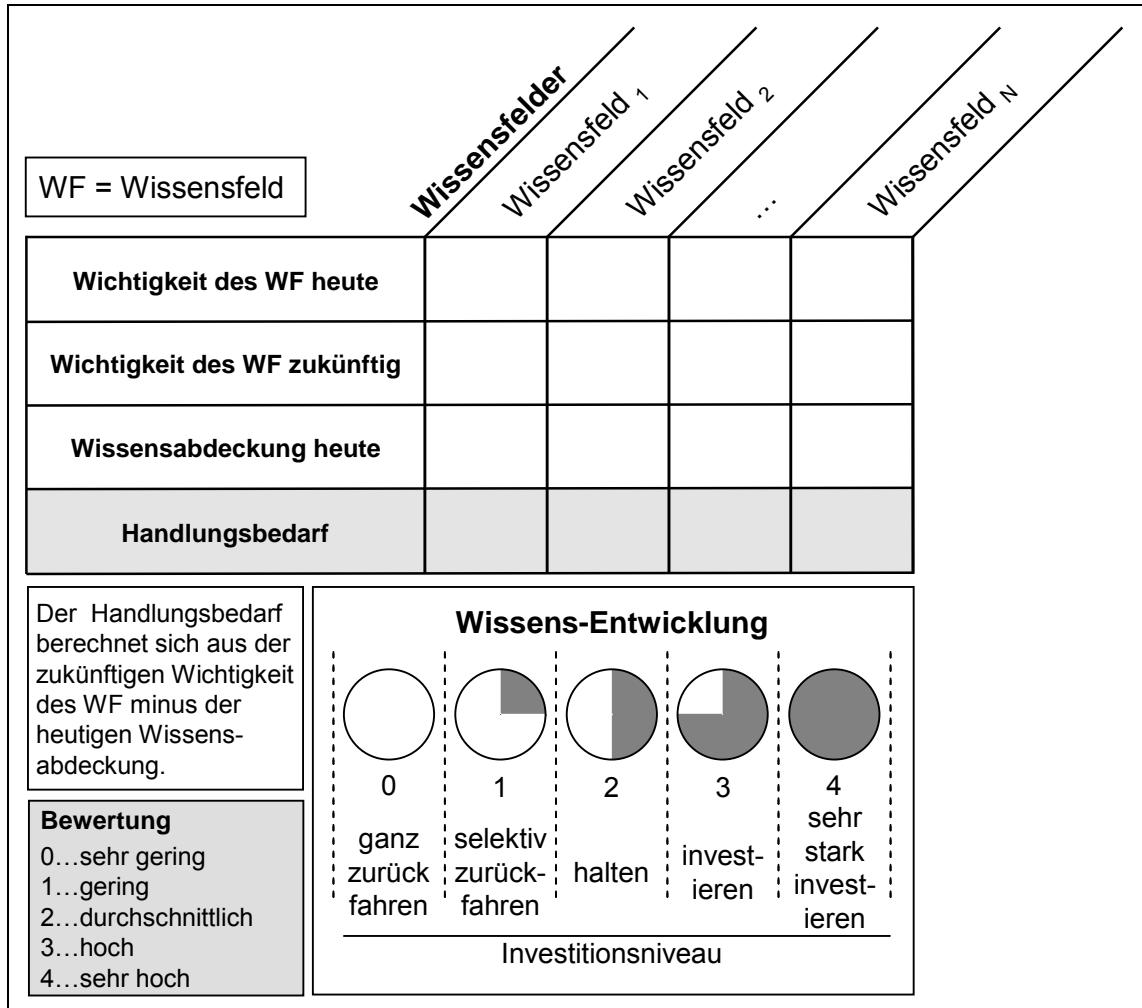 WF = Wissensfeld
Wissensfelder
Wissensfeld 1
Wissensfeld 2
...
Wissensfeld N
Wichtigkeit des WF heute
Wichtigkeit des WF zukünftig
Wissensabdeckung heute
Handlungsbedarf
Der Handlungsbedarf
berechnet sich aus der
zukünftigen Wichtigkeit
des WF minus der
heutigen Wissens-
abdeckung.
Bewertung
0…sehr gering
1…gering
2…durchschnittlich
3…hoch
4…sehr hoch
Wissens-Entwicklung
0
ganz
zurück
fahren
1
selektiv
zurück-
fahren
2
halten
3
invest-
ieren
4
sehr
stark
invest-
ieren
Investitionsniveau